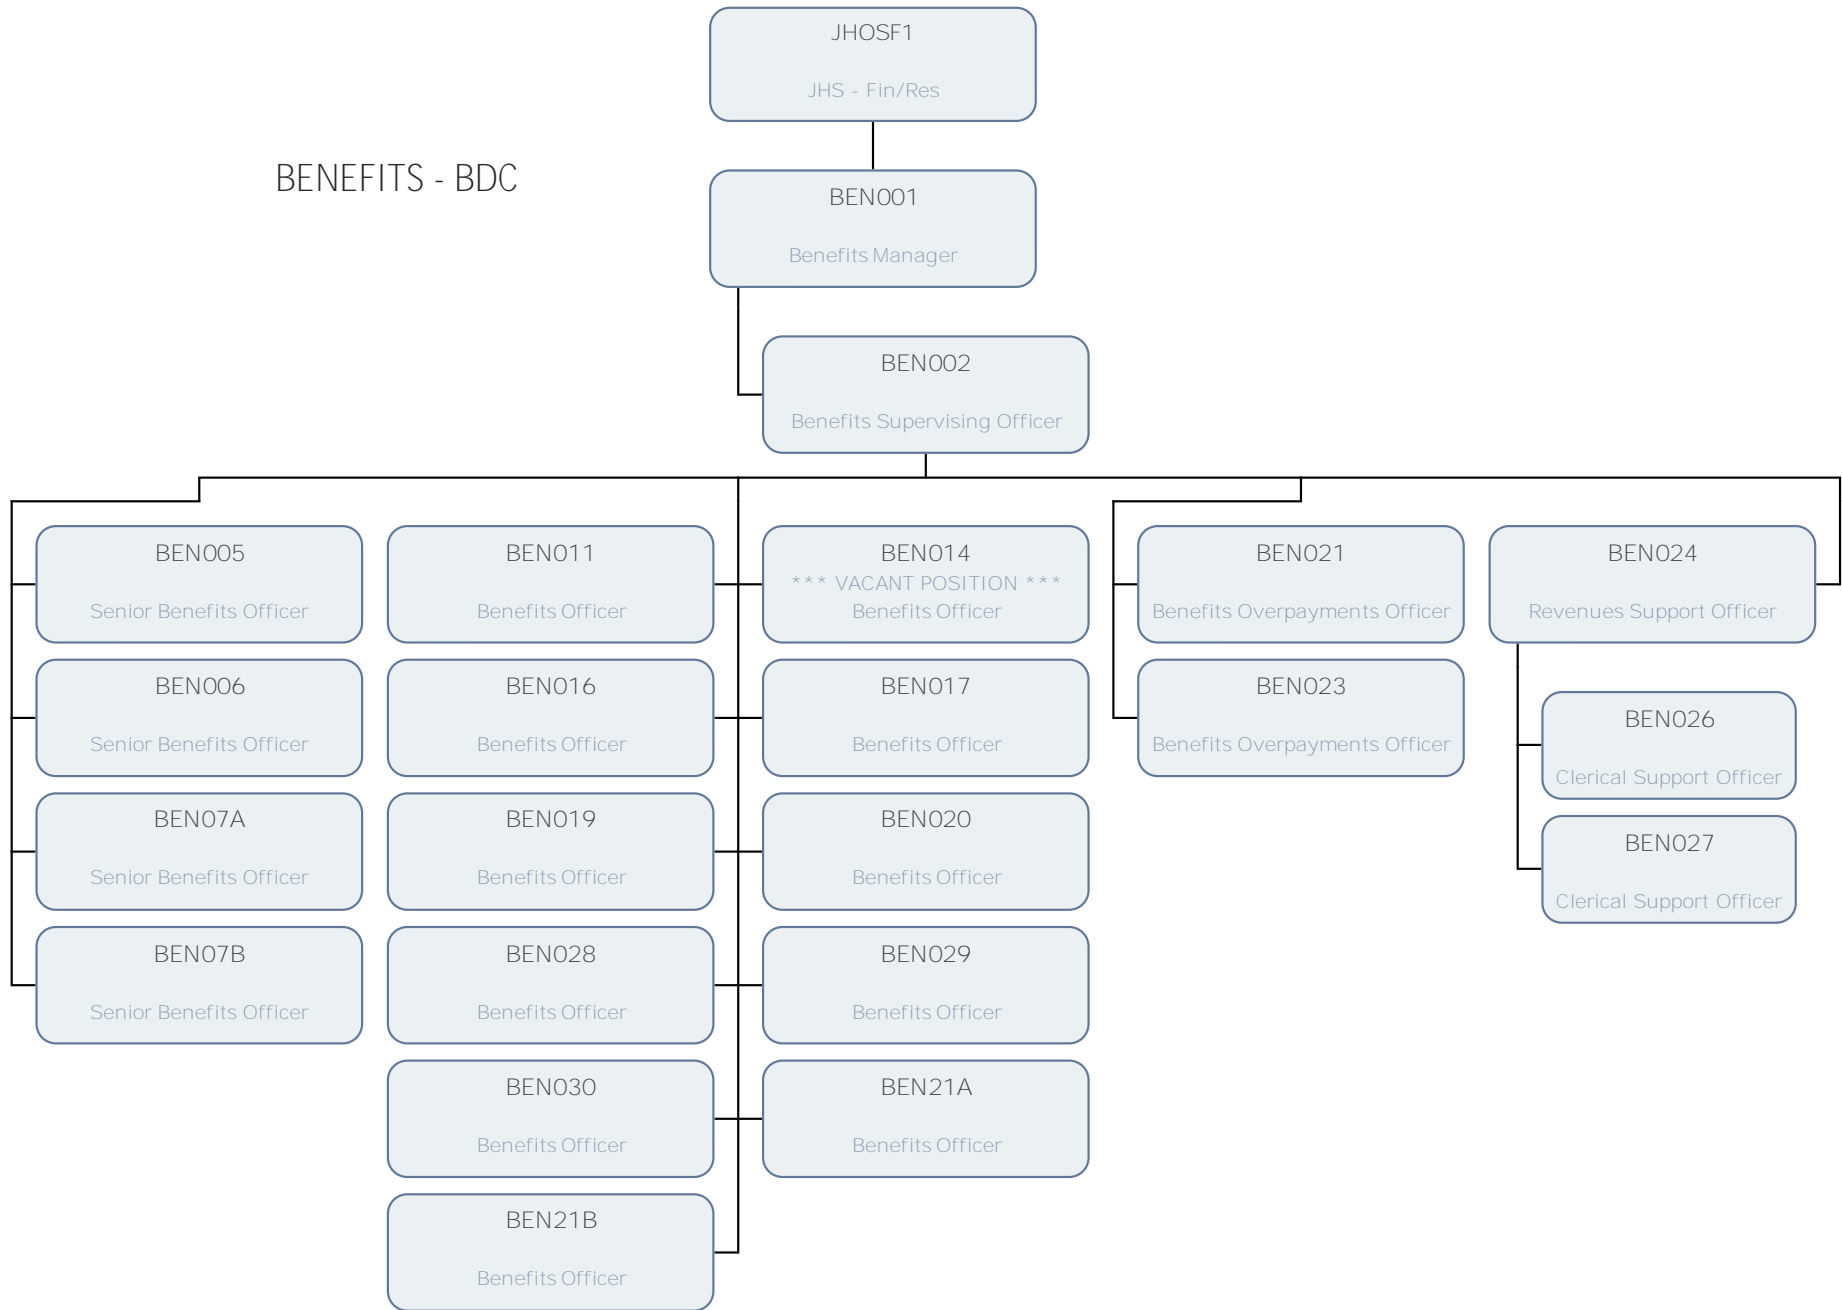 JHOSF1
JHS - Fin/Res
BENEFITS - BDC
BEN001
Benefits Manager
BEN002
Benefits Supervising Officer
BEN005
Senior Benefits Officer
BEN006
Senior Benefits Officer
BEN07A
Senior Benefits Officer
BEN07B
Senior Benefits Officer
BEN011
Benefits Officer
BEN014
*** VACANT POSITION ***
Benefits Officer
BEN016
Benefits Officer
BEN017
Benefits Officer
BEN019
Benefits Officer
BEN020
Benefits Officer
BEN028
Benefits Officer
BEN029
Benefits Officer
BEN030
Benefits Officer
BEN21A
Benefits Officer
BEN21B
Benefits Officer
BEN021
Benefits Overpayments Officer
BEN023
Benefits Overpayments Officer
BEN024
Revenues Support Officer
BEN026
Clerical Support Officer
BEN027
Clerical Support Officer